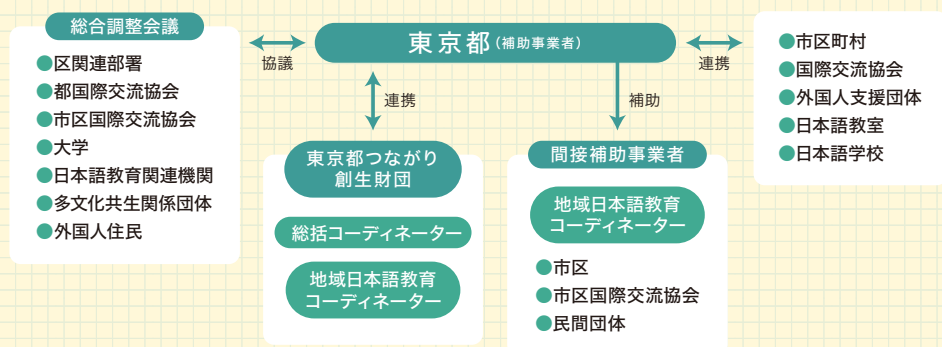 総合調整会議
●区関連部署
●都国際交流協会
●市区国際交流協会
●大学
●日本語教育関連機関
●多文化共生関係団体
●外国人住民
協議
東京都(補助事業者)
連携
●市区町村
●国際交流協会
●外国人支援団体
●日本語教室
●日本語学校
連携
東京都つながり
創生財団
総括コーディネーター
地域日本語教育
コーディネーター
補助
間接補助事業者
地域日本語教育
コーディネーター
●市区
●市区国際交流協会
●民間団体